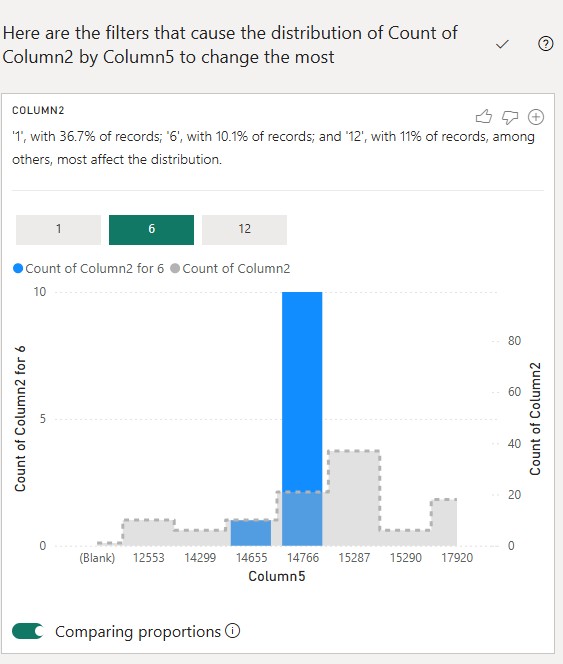 Here are the filters that cause the distribution of Count of
Column2 by Column5 to change the most
COLUMN2
'1', with 36.7% of records; '6', with 10.1% of records; and '12', with 11% of records, among
others, most affect the distribution.
1 6 12
Count of Column2 for 6 Count of Column2
Count of Column2 for 6
10
5
0
80
60
40
20
0
Count of Column2
(Blank) 12553 14299 14655 14766 15287 15290 17920
Column5
Comparing proportions